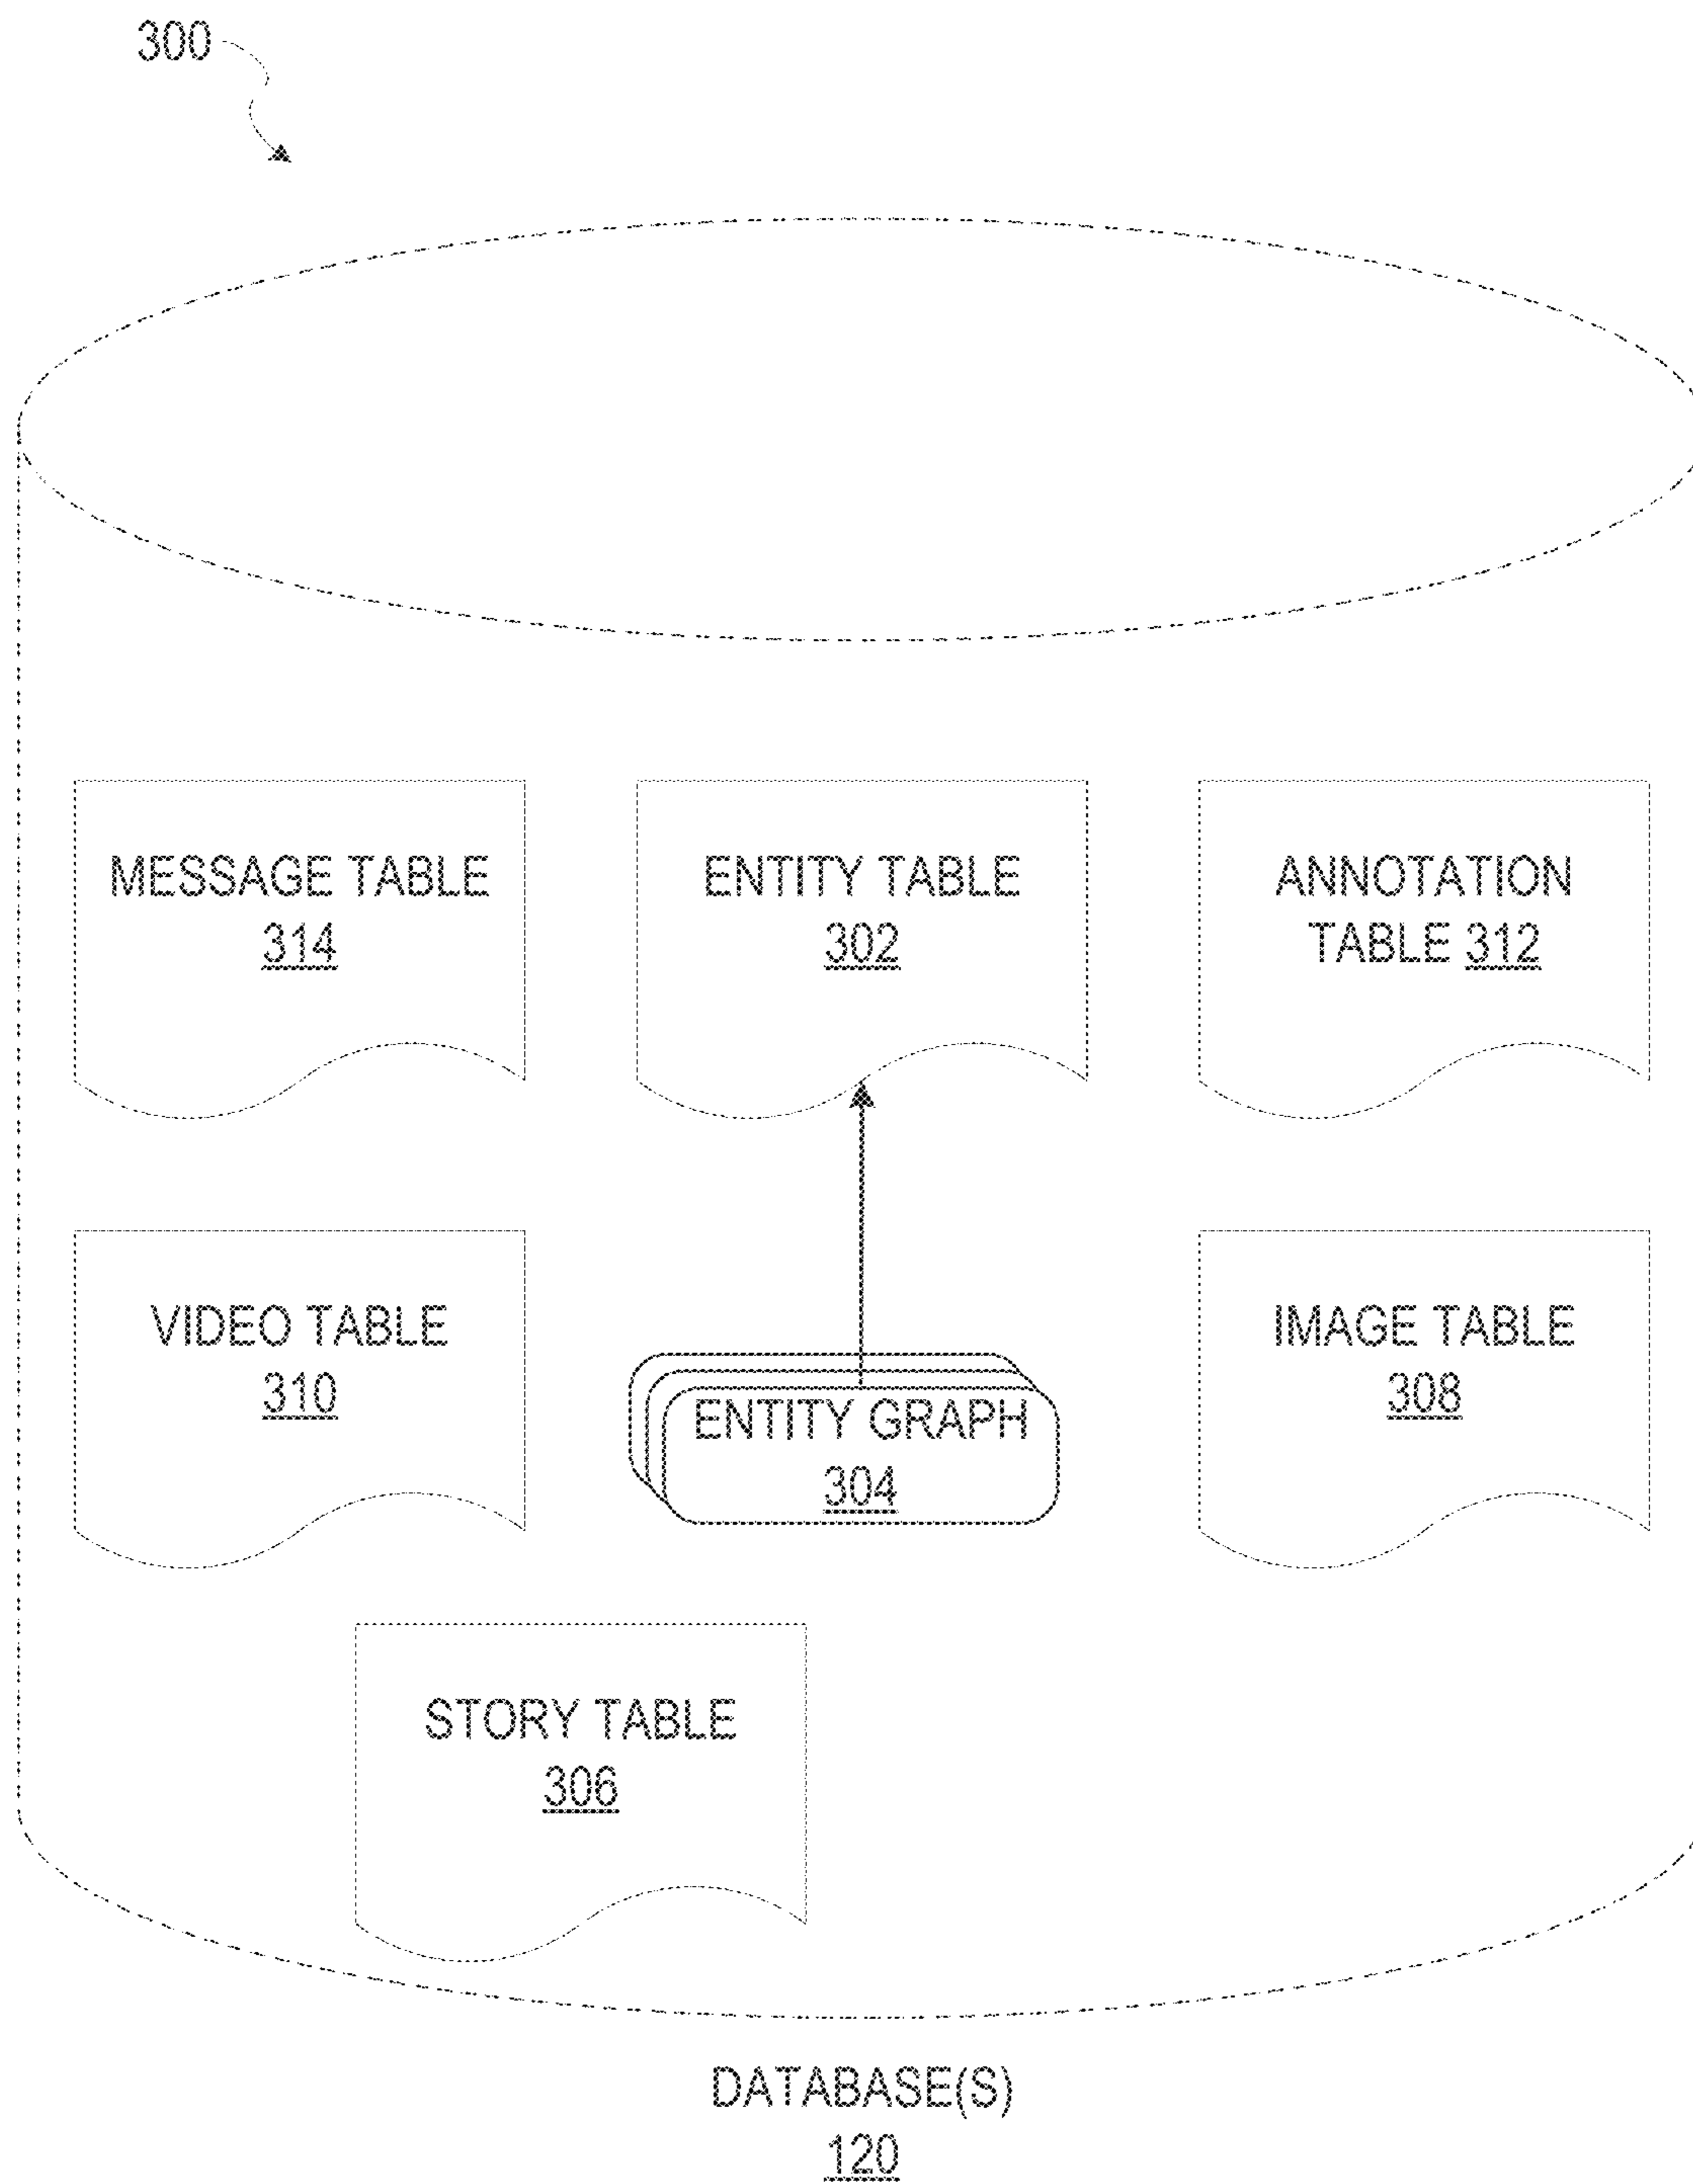 300
MESSAGE TABLE
314
ENTITY TABLE
302
ANNOTATION
TABLE 312
VIDEO TABLE
310
ENTITY GRAPH
304
IMAGE TABLE
308
STORY TABLE
306
DATABASE(S)
120